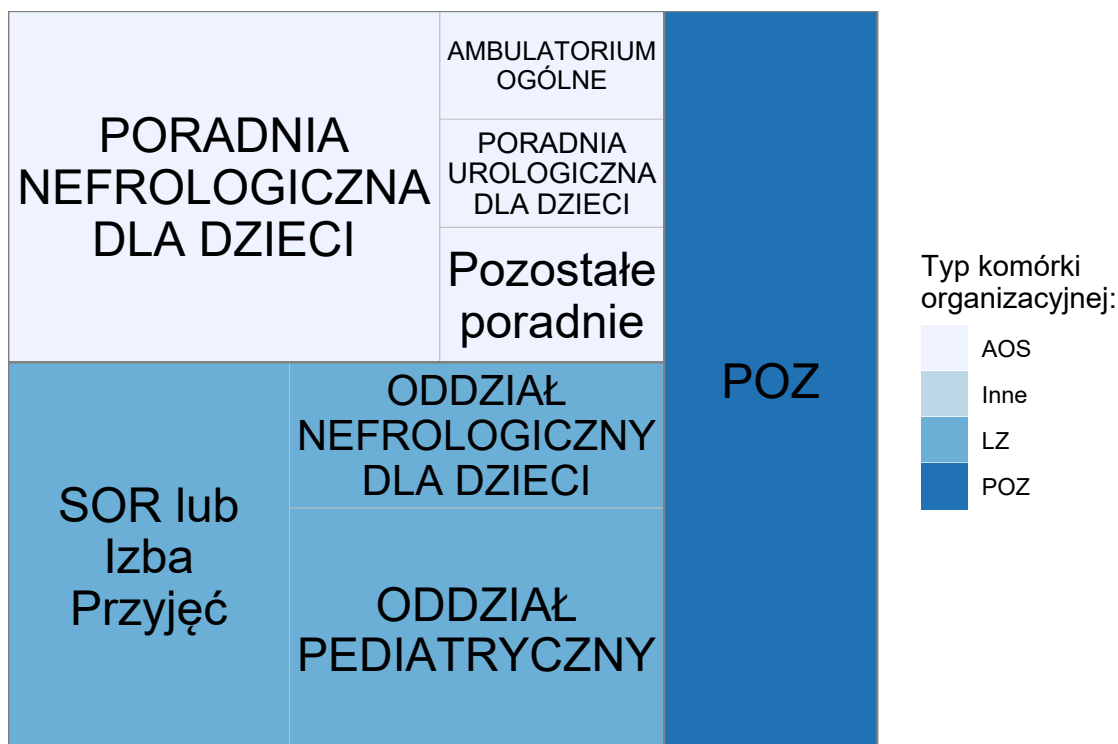 PORADNIA
NEFROLOGICZNA
DLA DZIECI
AMBULATORIUM
OGÓLNE
PORADNIA
UROLOGICZNA
DLA DZIECI
Pozostałe
poradnie
SOR lub
Izba
Przyjęć
ODDZIAŁ
NEFROLOGICZNY
DLA DZIECI
ODDZIAŁ
PEDIATRYCZNY
POZ
Typ komórki
organizacyjnej:
AOS
Inne
LZ
POZ